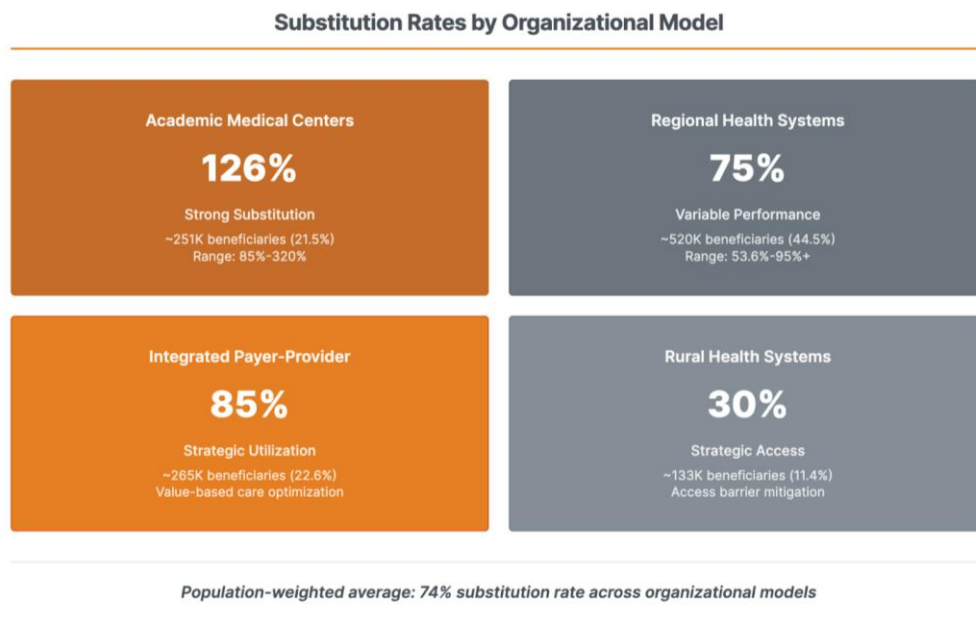 Substitution Rates by Organizational Model
Academic Medical Centers
126%
Strong Substitution
~251K beneficiaries (21.5%)
Range: 85%-320%
Regional Health Systems
75%
Variable Performance
~520K beneficiaries (44.5%)
Range: 53.6%-95%+
Integrated Payer-Provider
85%
Strategic Utilization
~265K beneficiaries (22.6%)
Value-based care optimization
Rural Health Systems
30%
Strategic Access
~133K beneficiaries (11.4%)
Access barrier mitigation
Population-weighted average: 74% substitution rate across organizational models